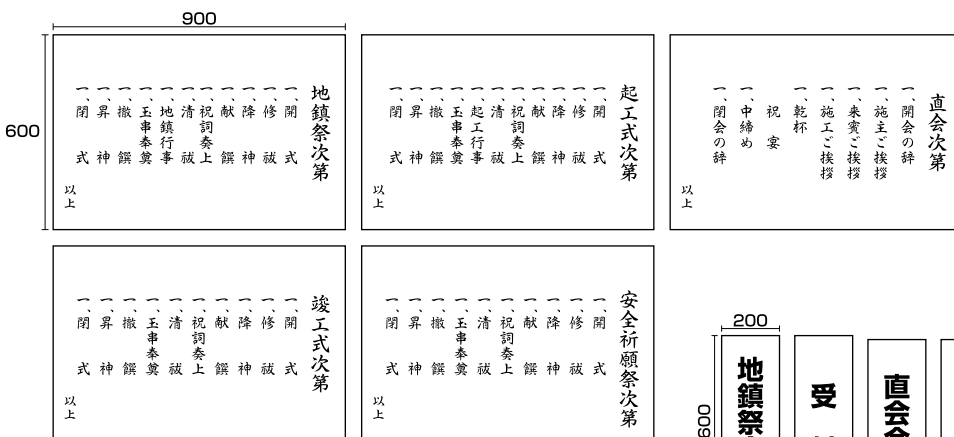 900
600
地鎮祭次第
一、開式
一、修祓
一、降神
一、献饌
一、祝詞奏上
一、清祓
一、地鎮行事
一、玉串奉奠
一、撤饌
一、昇神
一、閉式
以上
起工式次第
一、開式
一、修祓
一、降神
一、献饌
一、祝詞奏上
一、清祓
一、起工行事
一、玉串奉奠
一、撤饌
一、昇神
一、閉式
以上
直会次第
一、開会の辞
一、施主ご挨拶
一、来賓ご挨拶
一、施工ご挨拶
一、乾杯
祝宴
一、中締め
一、閉会の辞
以上
竣工式次第
一、開式
一、修祓
一、降神
一、献饌
一、祝詞奏上
一、清祓
一、玉串奉奠
一、撤饌
一、昇神
一、閉式
以上
安全祈願祭次第
一、開式
一、修祓
一、降神
一、献饌
一、祝詞奏上
一、清祓
一、玉串奉奠
一、撤饌
一、昇神
一、閉式
以上
200
600
地鎮祭
受
直会会